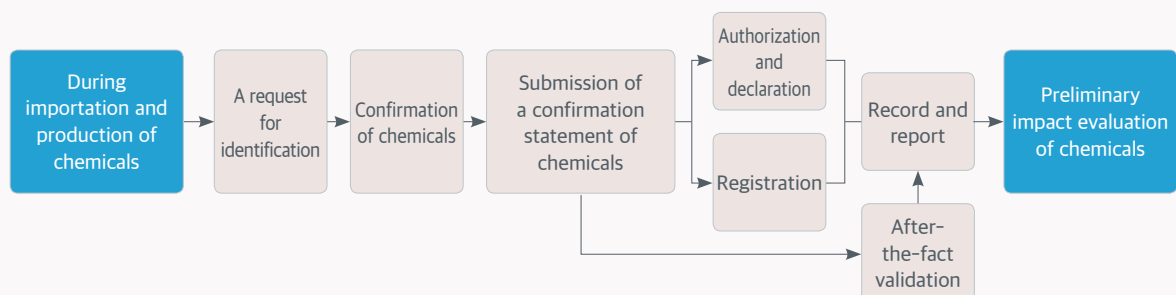 During
importation and
production of
chemicals
A request
for
identification
Confirmation
of chemicals
Submission of
a confirmation
statement of
chemicals
Authorization
and
declaration
Registration
Record and
report
After-
the-fact
validation
Preliminary
impact evaluation
of chemicals